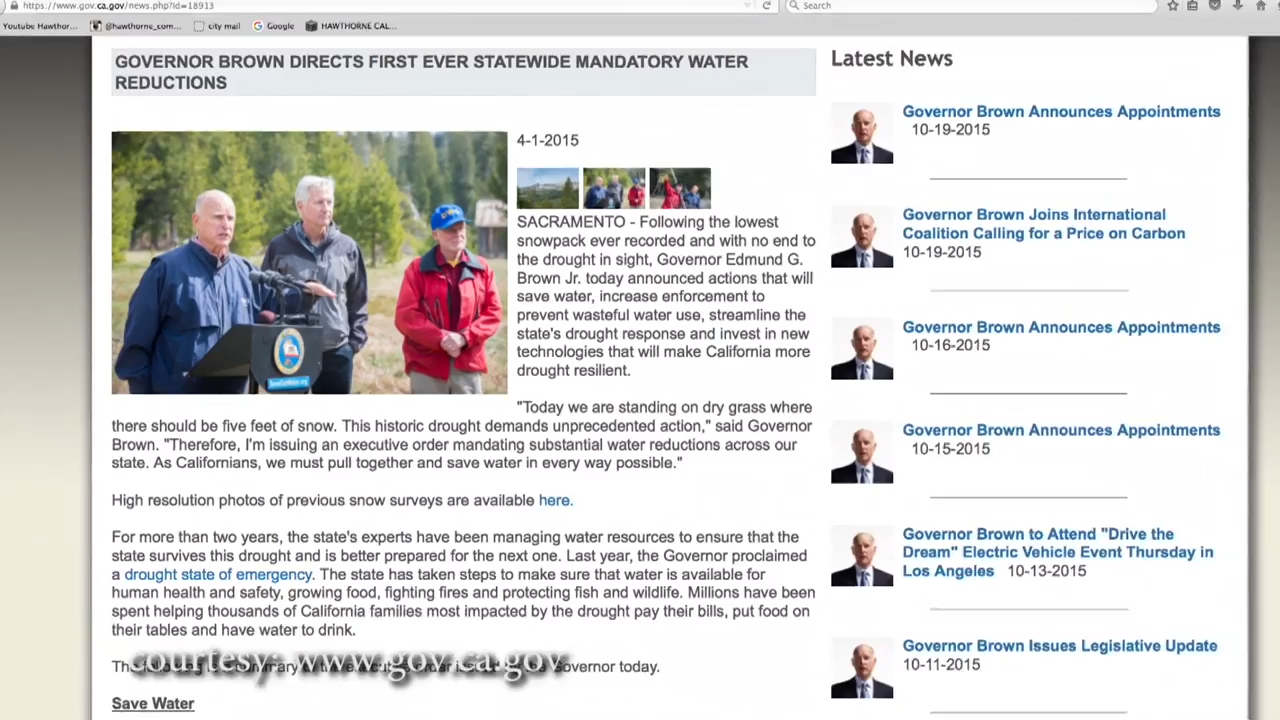 https://www.gov.ca.gov/news.php?id=18913
Search
Youtube Hawthor...
@hawthorne_com...
city mail
Google
HAWTHORNE CAL...
GOVERNOR BROWN DIRECTS FIRST EVER STATEWIDE MANDATORY WATER
REDUCTIONS
4-1-2015
SACRAMENTO - Following the lowest
snowpack ever recorded and with no end to
the drought in sight, Governor Edmund G.
Brown Jr. today announced actions that will
save water, increase enforcement to
prevent wasteful water use, streamline the
state's drought response and invest in new
technologies that will make California more
drought resilient.
"Today we are standing on dry grass where
there should be five feet of snow. This historic drought demands unprecedented action," said Governor
Brown. "Therefore, I'm issuing an executive order mandating substantial water reductions across our
state. As Californians, we must pull together and save water in every way possible."
High resolution photos of previous snow surveys are available here.
For more than two years, the state's experts have been managing water resources to ensure that the
state survives this drought and is better prepared for the next one. Last year, the Governor proclaimed
a drought state of emergency. The state has taken steps to make sure that water is available for
human health and safety, growing food, fighting fires and protecting fish and wildlife. Millions have been
spent helping thousands of California families most impacted by the drought pay their bills, put food on
their tables and have water to drink.
Governor today.
courtesy: www.gov.ca.gov
Save Water
Latest News
Governor Brown Announces Appointments
10-19-2015
Governor Brown Joins International
Coalition Calling for a Price on Carbon
10-19-2015
Governor Brown Announces Appointments
10-16-2015
Governor Brown Announces Appointments
10-15-2015
Governor Brown to Attend "Drive the
Dream" Electric Vehicle Event Thursday in
Los Angeles 10-13-2015
Governor Brown Issues Legislative Update
10-11-2015